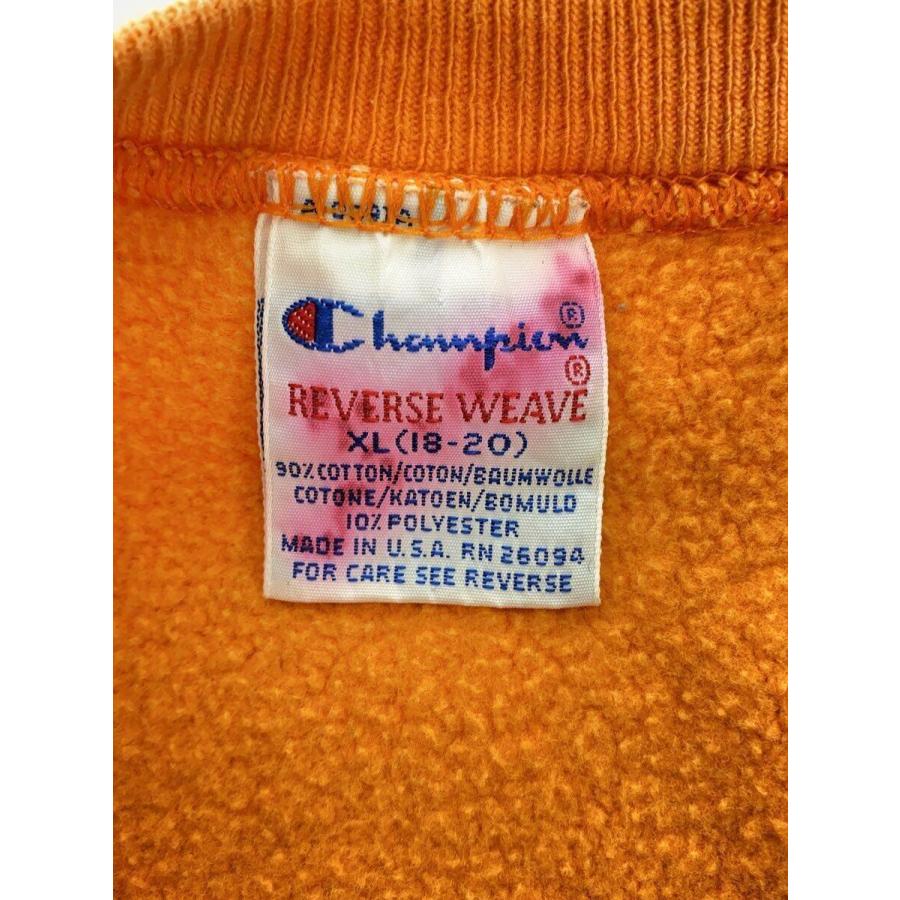 Champion®
REVERSE WEAVE®
XL(18-20)
90% COTTON/COTON/BAUMWOLLE
COTONE/KATOEN/BOMULD
10% POLYESTER
MADE IN U.S.A. RN 26094
FOR CARE SEE REVERSE